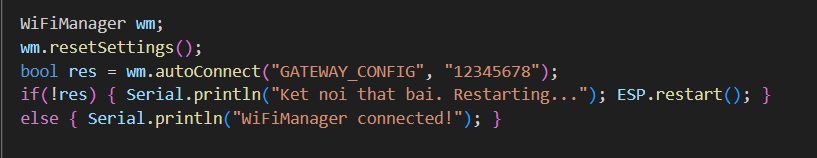 WiFiManager wm;
wm.resetSettings();
bool res = wm.autoConnect("GATEWAY_CONFIG", "12345678");
if(!res) { Serial.println("Ket noi that bai. Restarting..."); ESP.restart(); }
else { Serial.println("WiFiManager connected!"); }